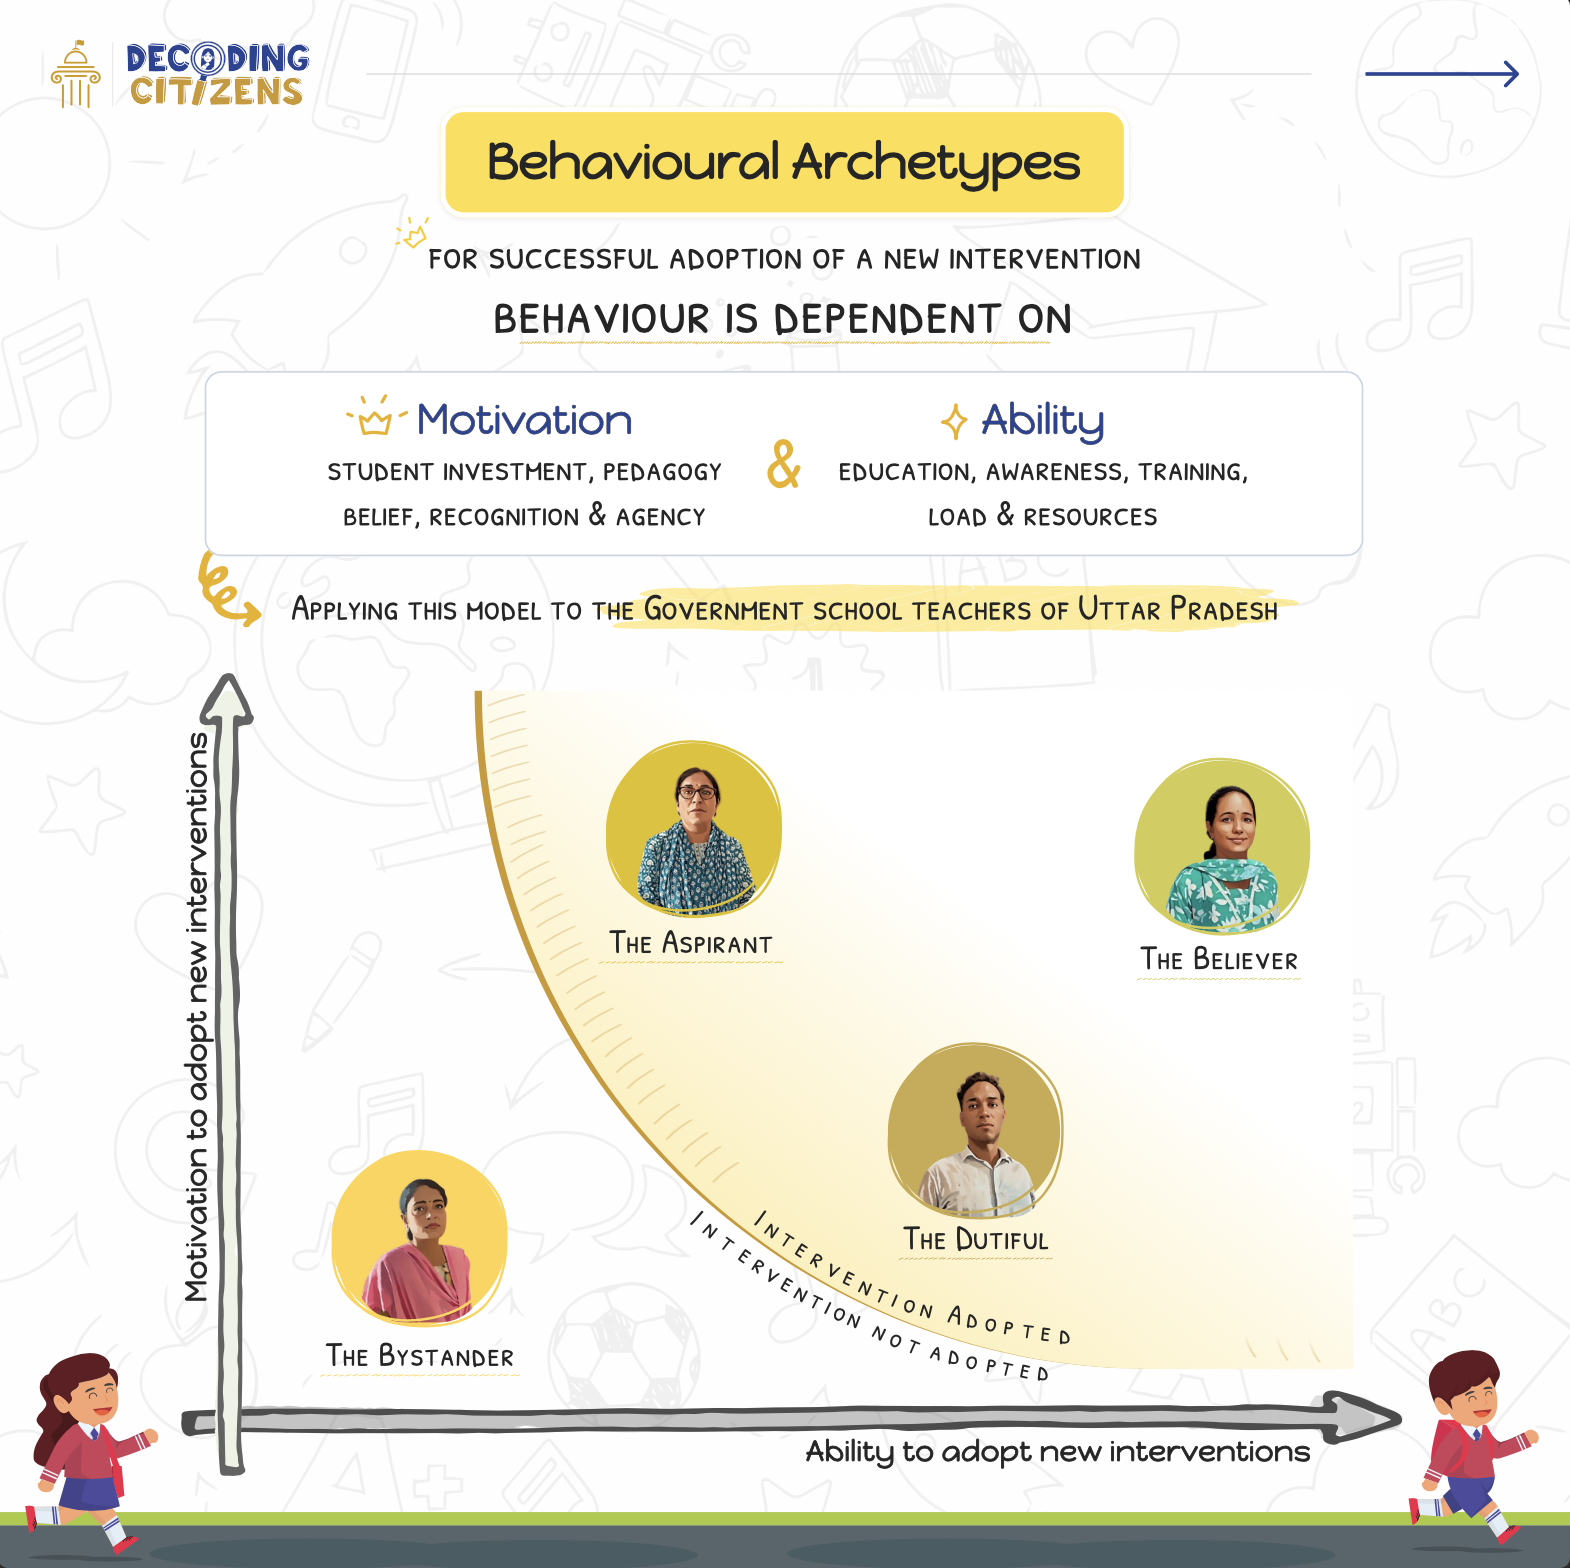 DECODING
CITIZENS
Behavioural Archetypes
FOR SUCCESSFUL ADOPTION OF A NEW INTERVENTION
BEHAVIOUR IS DEPENDENT ON
Motivation
STUDENT INVESTMENT, PEDAGOGY
BELIEF, RECOGNITION & AGENCY
&
Ability
EDUCATION, AWARENESS, TRAINING,
LOAD & RESOURCES
APPLYING THIS MODEL TO THE GOVERNMENT SCHOOL TEACHERS OF UTTAR PRADESH
Motivation to adopt new interventions
THE ASPIRANT
THE BELIEVER
THE DUTIFUL
THE BYSTANDER
INTERVENTION ADOPTED
INTERVENTION NOT ADOPTED
Ability to adopt new interventions
ABC
ABC